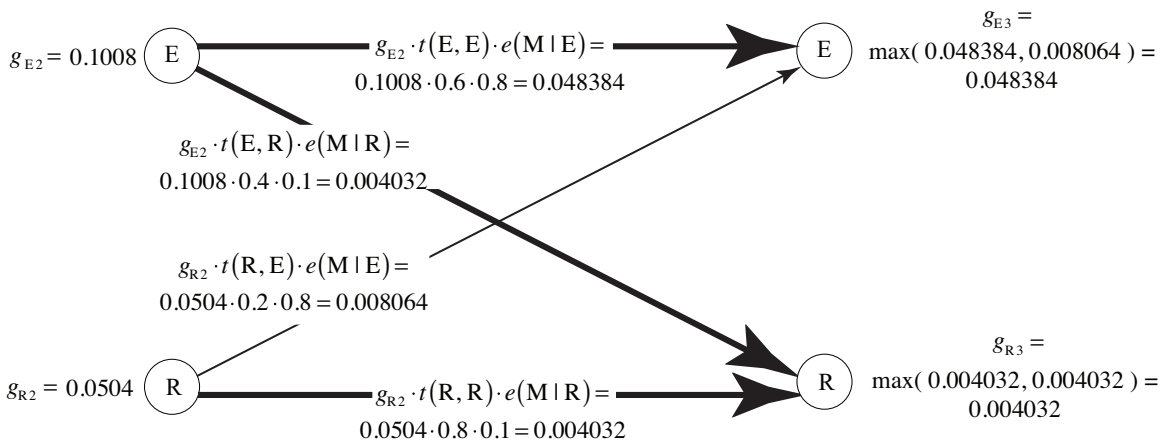 g_E2 = 0.1008
E
g_E2 · t(E, E) · e(M | E) =
0.1008 · 0.6 · 0.8 = 0.048384
E
g_E3 =
max( 0.048384, 0.008064 ) =
0.048384
g_E2 · t(E, R) · e(M | R) =
0.1008 · 0.4 · 0.1 = 0.004032
g_R2 · t(R, E) · e(M | E) =
0.0504 · 0.2 · 0.8 = 0.008064
g_R2 = 0.0504
R
g_R2 · t(R, R) · e(M | R) =
0.0504 · 0.8 · 0.1 = 0.004032
R
g_R3 =
max( 0.004032, 0.004032 ) =
0.004032